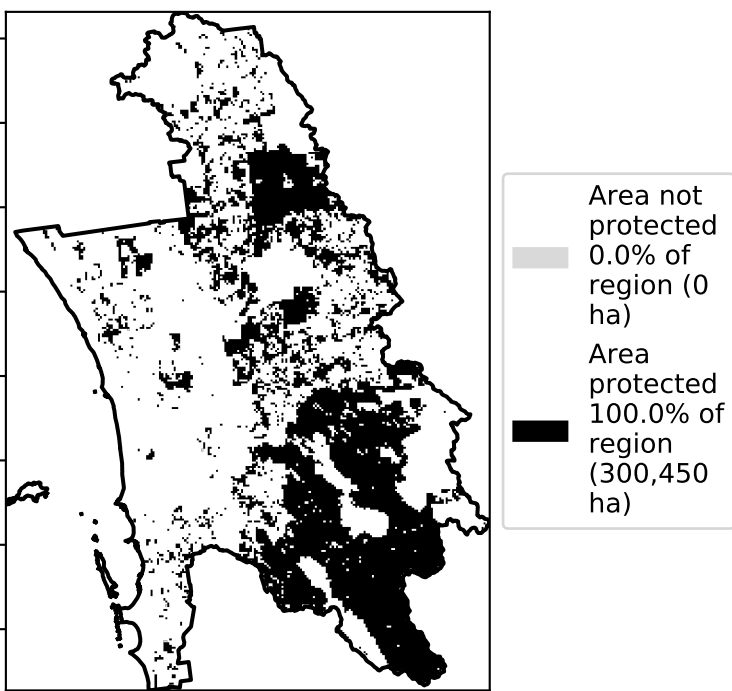 Area not
protected
0.0% of
region (0
ha)
Area
protected
100.0% of
region
(300,450
ha)